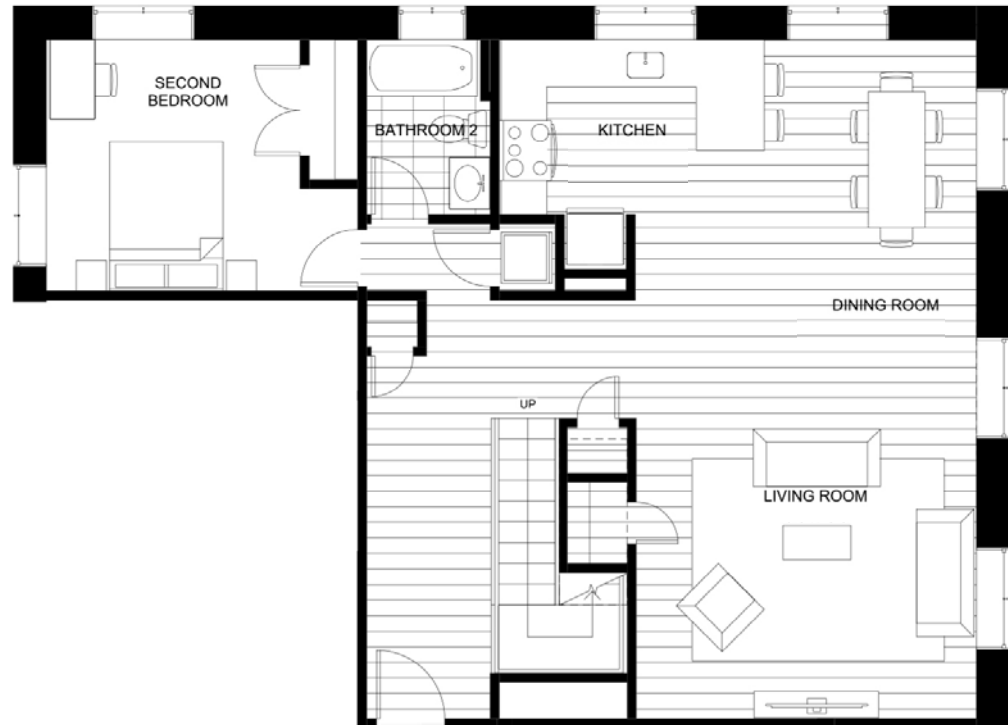 SECOND
BEDROOM
BATHROOM 2
KITCHEN
DINING ROOM
UP
LIVING ROOM